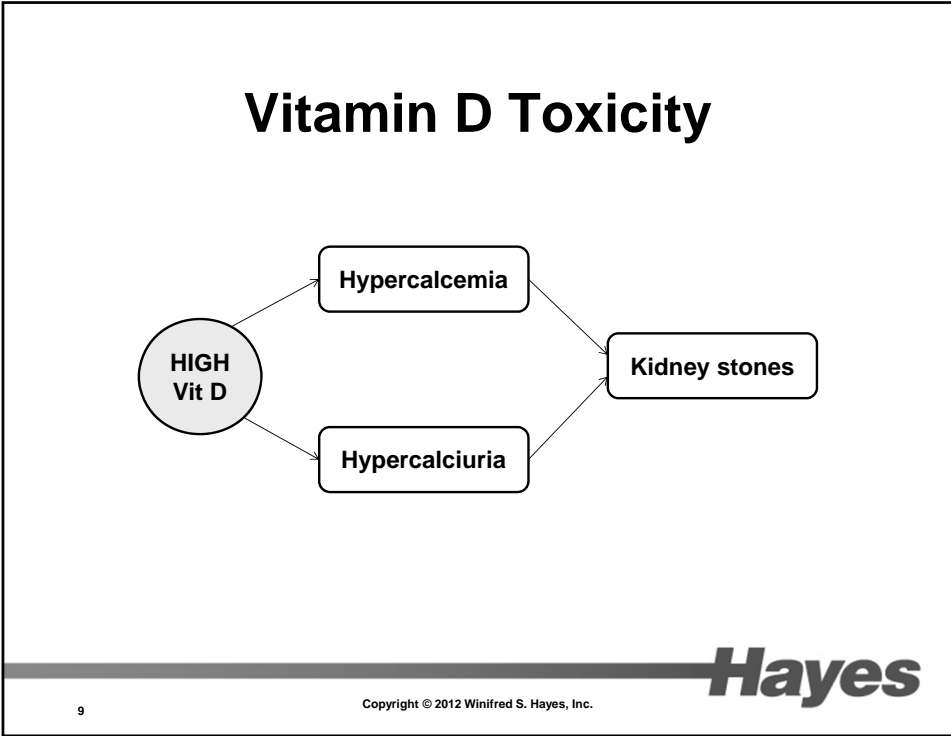 Vitamin D Toxicity
Hypercalcemia
HIGH
Vit D
Kidney stones
Hypercalciuria
Hayes
9
Copyright © 2012 Winifred S. Hayes, Inc.